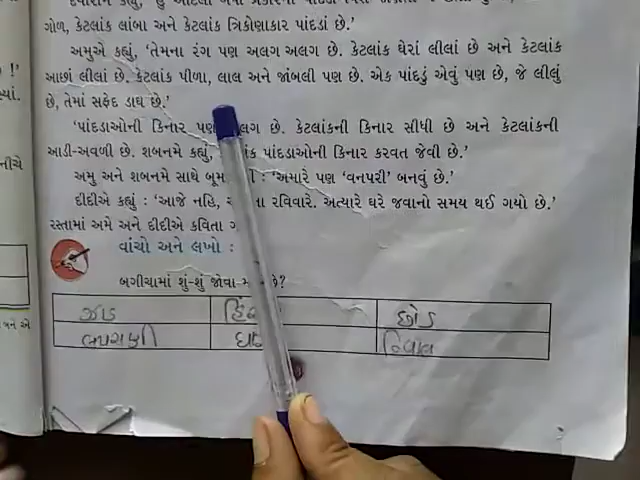 ગોળ, કેટલાંક લાંબા અને કેટલાંક ત્રિકોણાકાર પાંદડાં છે.'
અમુએ કહ્યું, 'તેમના રંગ પણ અલગ અલગ છે. કેટલાંક ઘેરાં લીલાં છે અને કેટલાંક
આછાં લીલાં છે. કેટલાંક પીળા, લાલ અને જાંબલી પણ છે. એક પાંદડું એવું પણ છે, જે લીલું
છે, તેમાં સફેદ ડાઘ છે.'
'પાંદડાઓની કિનાર પણ લગ છે. કેટલાંકની કિનાર સીધી છે અને કેટલાંકની
આડી-અવળી છે. શબનમે કહ્યું, ક પાંદડાઓની કિનાર કરવત જેવી છે.'
અમુ અને શબનમે સાથે બૂમ : 'અમારે પણ 'વનપરી' બનવું છે.'
દીદીએ કહ્યું : 'આજે નહિ, તા રવિવારે. અત્યારે ઘરે જવાનો સમય થઈ ગયો છે.'
રસ્તામાં અમે અને દીદીએ કવિતા
વાંચો અને લખો :
બગીચામાં શું-શું જોવા છે?
ઝાડ છોડ
લપસણી
નીચે